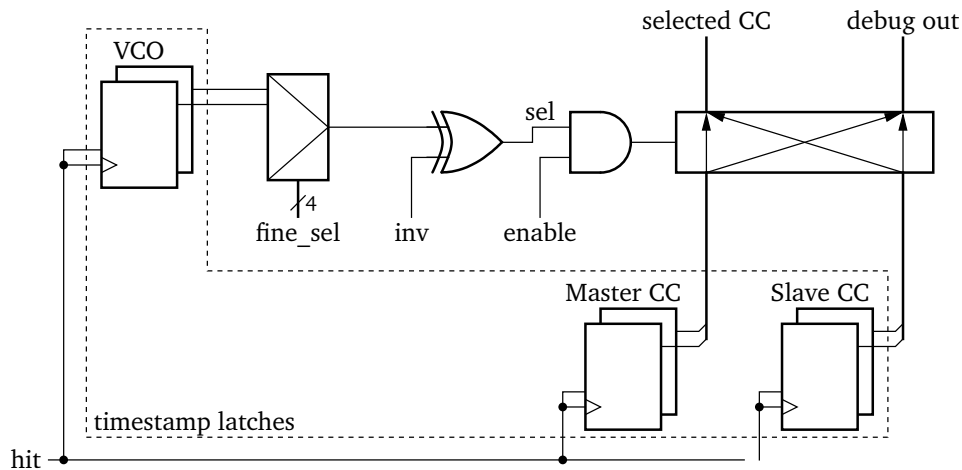 selected CC
debug out
VCO
sel
4
fine_sel
inv
enable
Master CC
Slave CC
timestamp latches
hit